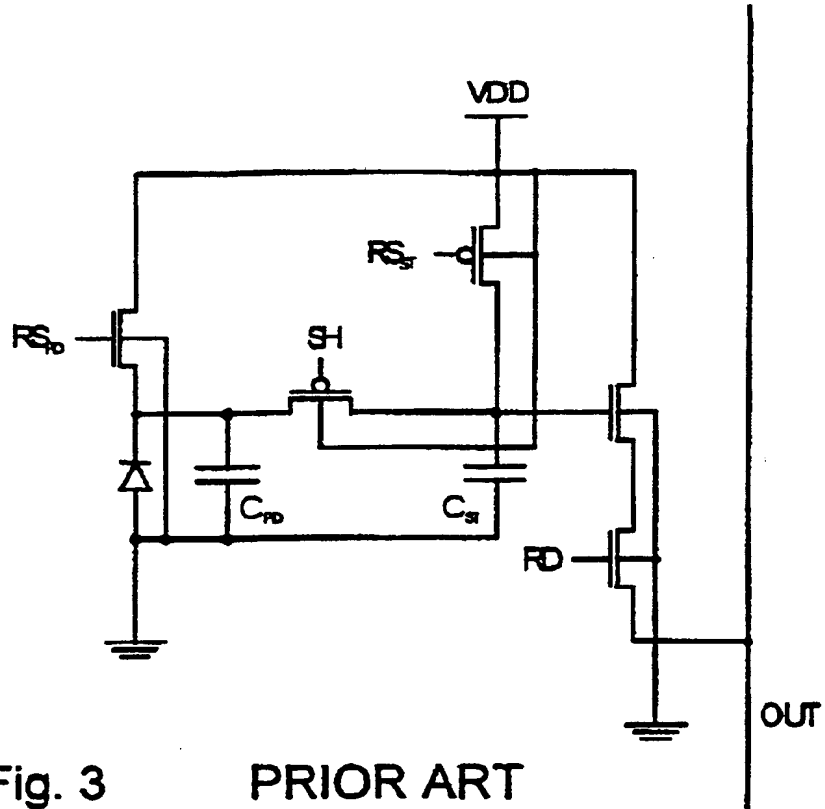 VDD
RS_ST
RS_PD
SH
C_PD
C_ST
RD
OUT
Fig. 3 PRIOR ART